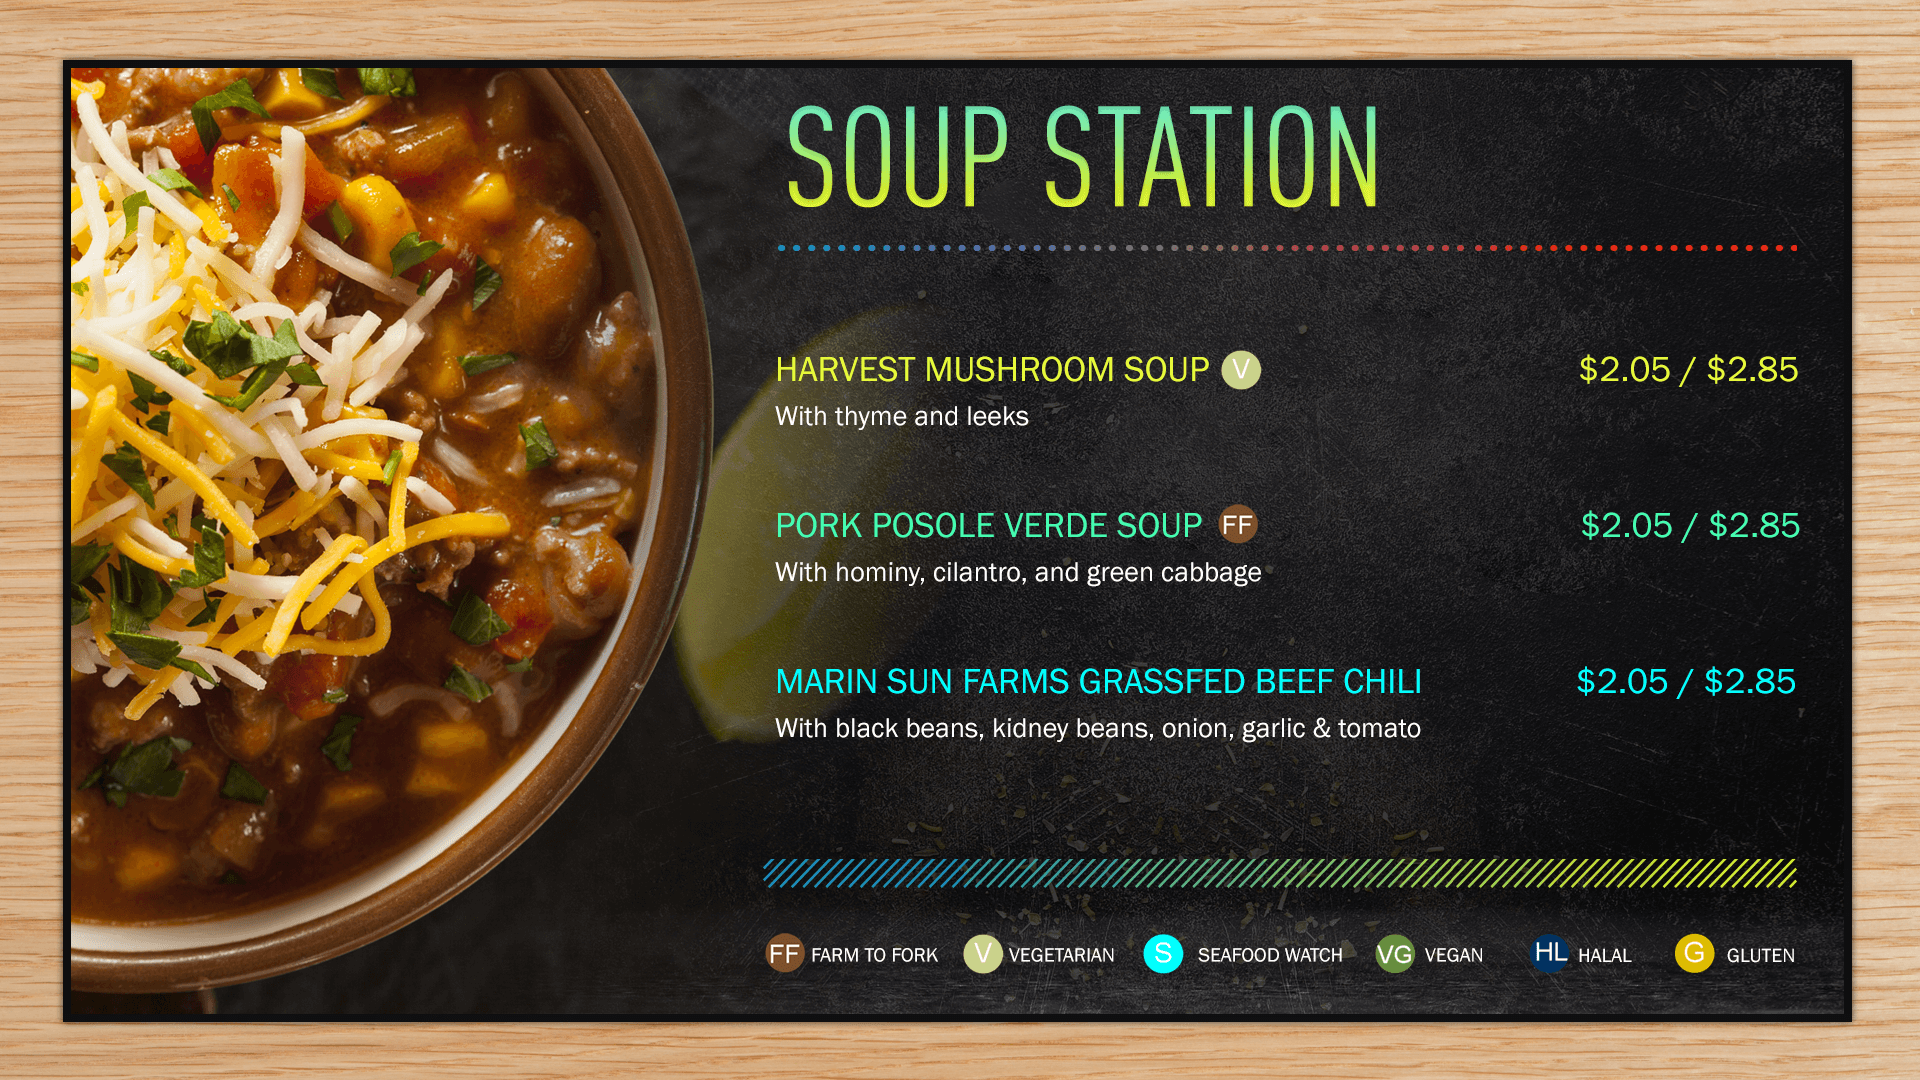 SOUP STATION
HARVEST MUSHROOM SOUP V $2.05 / $2.85
With thyme and leeks
PORK POSOLE VERDE SOUP FF $2.05 / $2.85
With hominy, cilantro, and green cabbage
MARIN SUN FARMS GRASSFED BEEF CHILI $2.05 / $2.85
With black beans, kidney beans, onion, garlic & tomato
FF FARM TO FORK V VEGETARIAN S SEAFOOD WATCH VG VEGAN HL HALAL G GLUTEN